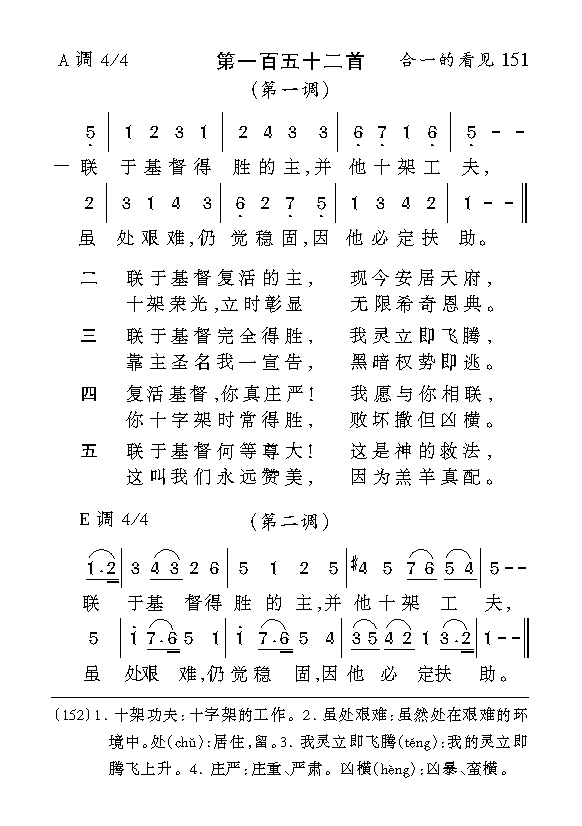 A 调 4/4 第一百五十二首 合一的看见 151
(第一调)
5 | 1 2 3 1 | 2 4 3 3 | 6 7 1 6 | 5 - -
一 联 于基督得 胜的主,并 他十架工 夫,
2 | 3 1 4 3 | 6 2 7 5 | 1 3 4 2 | 1 - - ‖
虽 处艰难,仍 觉稳固,因 他必定扶 助。
二 联于基督复活的主, 现今安居天府,
十架荣光,立时彰显 无限希奇恩典。
三 联于基督完全得胜, 我灵立即飞腾,
靠主圣名我一宣告, 黑暗权势即逃。
四 复活基督,你真庄严! 我愿与你相联,
你十字架时常得胜, 败坏撒但凶横。
五 联于基督何等尊大! 这是神的救法,
这叫我们永远赞美, 因为羔羊真配。
E 调 4/4 (第二调)
1·2 | 3 4 3 2 6 | 5 1 2 5 | #4 5 7 6 5 4 | 5 - -
联 于基 督得 胜的主,并 他十架 工 夫,
5 | 1 7·6 5 1 | 1 7·6 5 4 | 3 5 4 2 1 3·2 | 1 - - ‖
虽 处艰 难,仍 觉稳 固,因 他 必 定扶 助。
〔152〕1. 十架功夫:十字架的工作。2. 虽处艰难:虽然处在艰难的环
境中。处(chǔ):居住,留。3. 我灵立即飞腾(téng):我的灵立即
腾飞上升。4. 庄严:庄重、严肃。凶横(hèng):凶暴、蛮横。